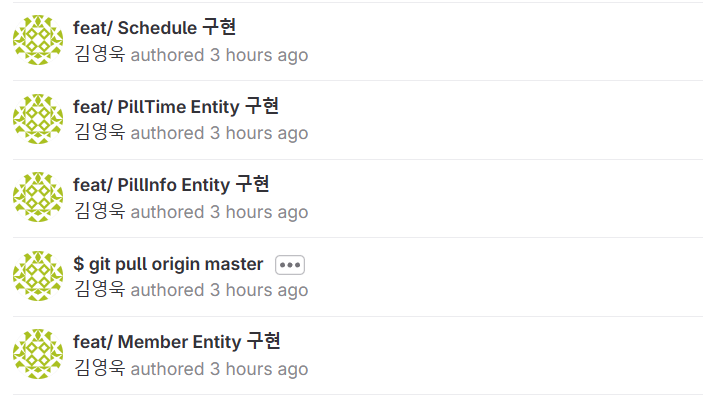 feat/ Schedule 구현
김영욱 authored 3 hours ago
feat/ PillTime Entity 구현
김영욱 authored 3 hours ago
feat/ PillInfo Entity 구현
김영욱 authored 3 hours ago
$ git pull origin master •••
김영욱 authored 3 hours ago
feat/ Member Entity 구현
김영욱 authored 3 hours ago